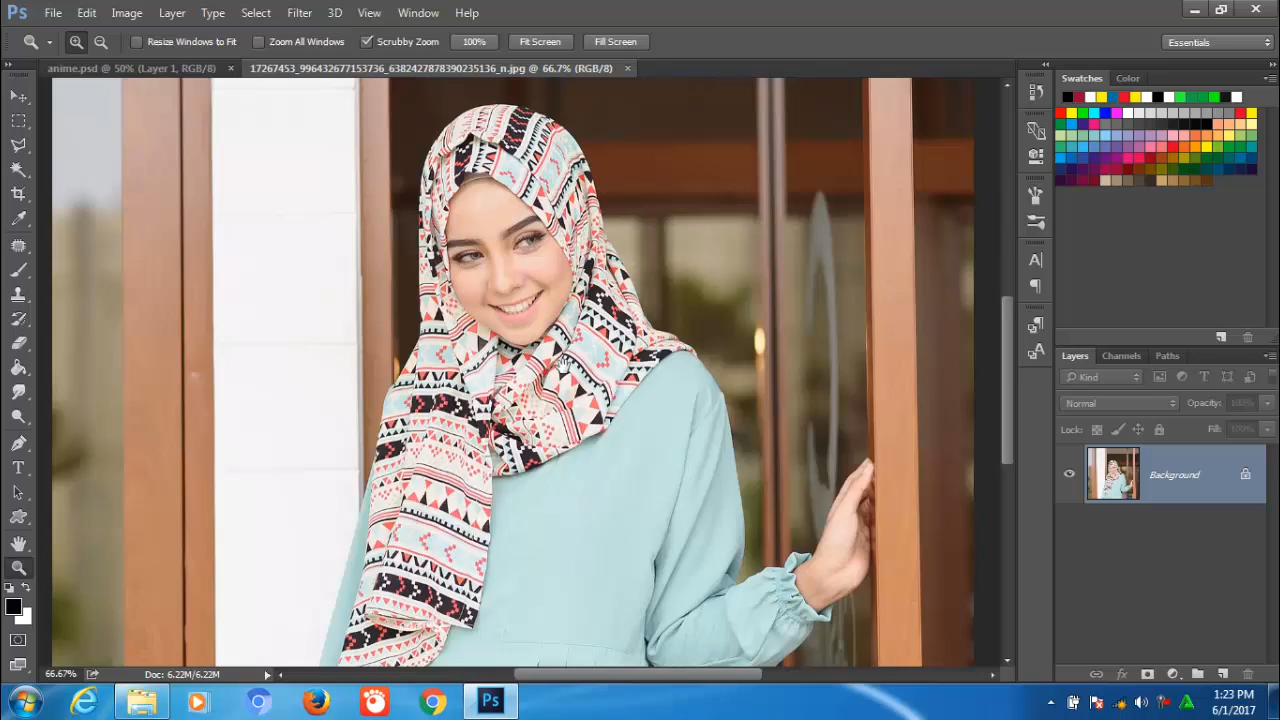 Ps File Edit Image Layer Type Select Filter 3D View Window Help
Resize Windows to Fit Zoom All Windows Scrubby Zoom 100% Fit Screen Fill Screen Essentials
anime.psd @ 50% (Layer 1, RGB/8) × 17267453_996432677153736_6382427878390235136_n.jpg @ 66.7% (RGB/8) ×
Swatches Color
Layers Channels Paths
Kind
Normal Opacity: 100%
Lock: Fill: 100%
Background
66.67% Doc: 6.22M/6.22M
Ps
1:23 PM
6/1/2017